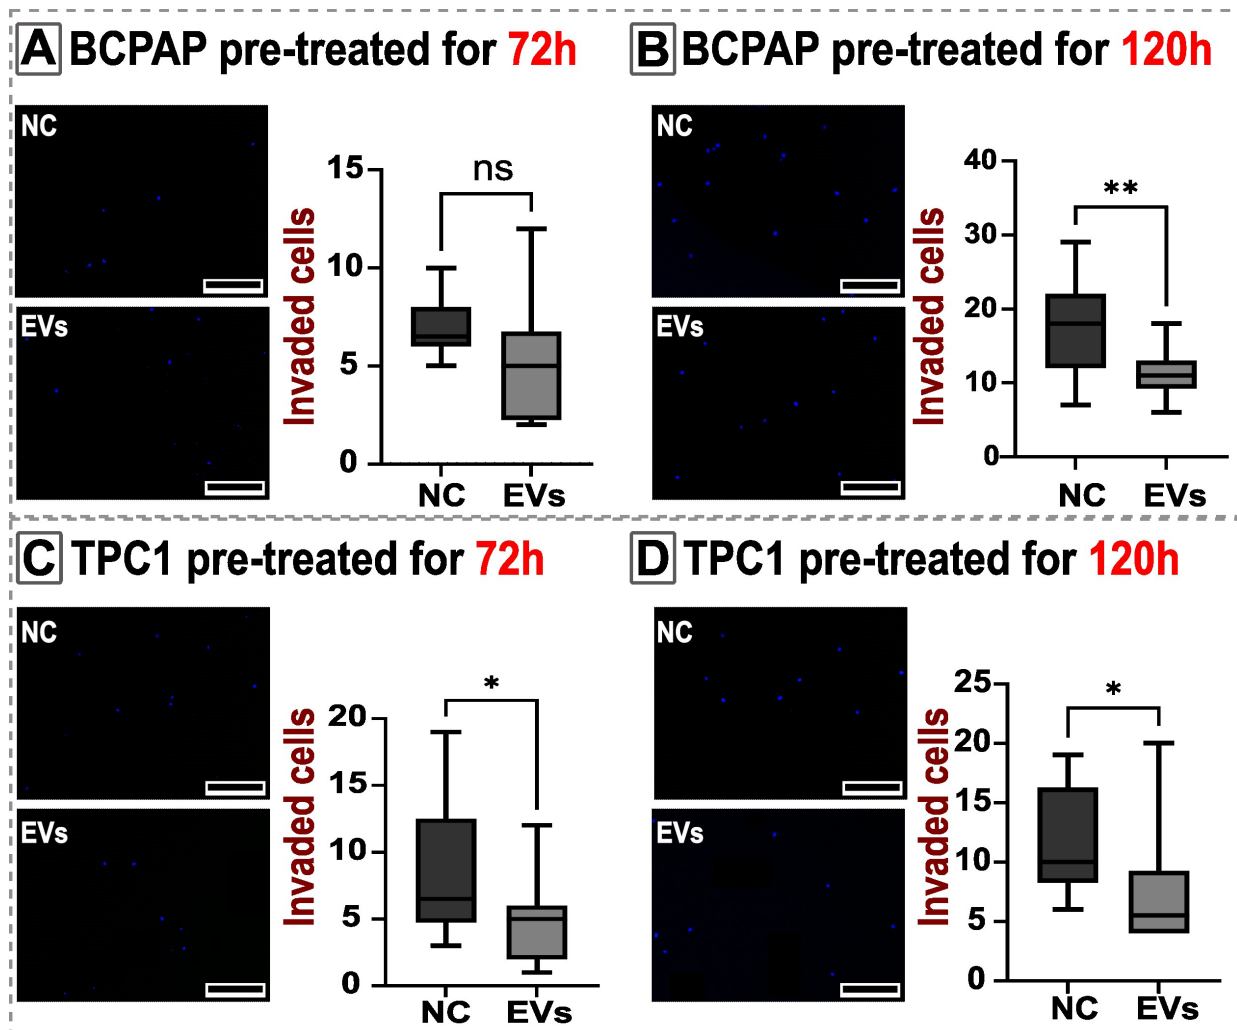 A BCPAP pre-treated for 72h
NC
EVs
Invaded cells
15
10
5
0
ns
NC EVs
B BCPAP pre-treated for 120h
NC
EVs
Invaded cells
40
30
20
10
0
**
NC EVs
C TPC1 pre-treated for 72h
NC
EVs
Invaded cells
20
15
10
5
0
*
NC EVs
D TPC1 pre-treated for 120h
NC
EVs
Invaded cells
25
20
15
10
5
0
*
NC EVs